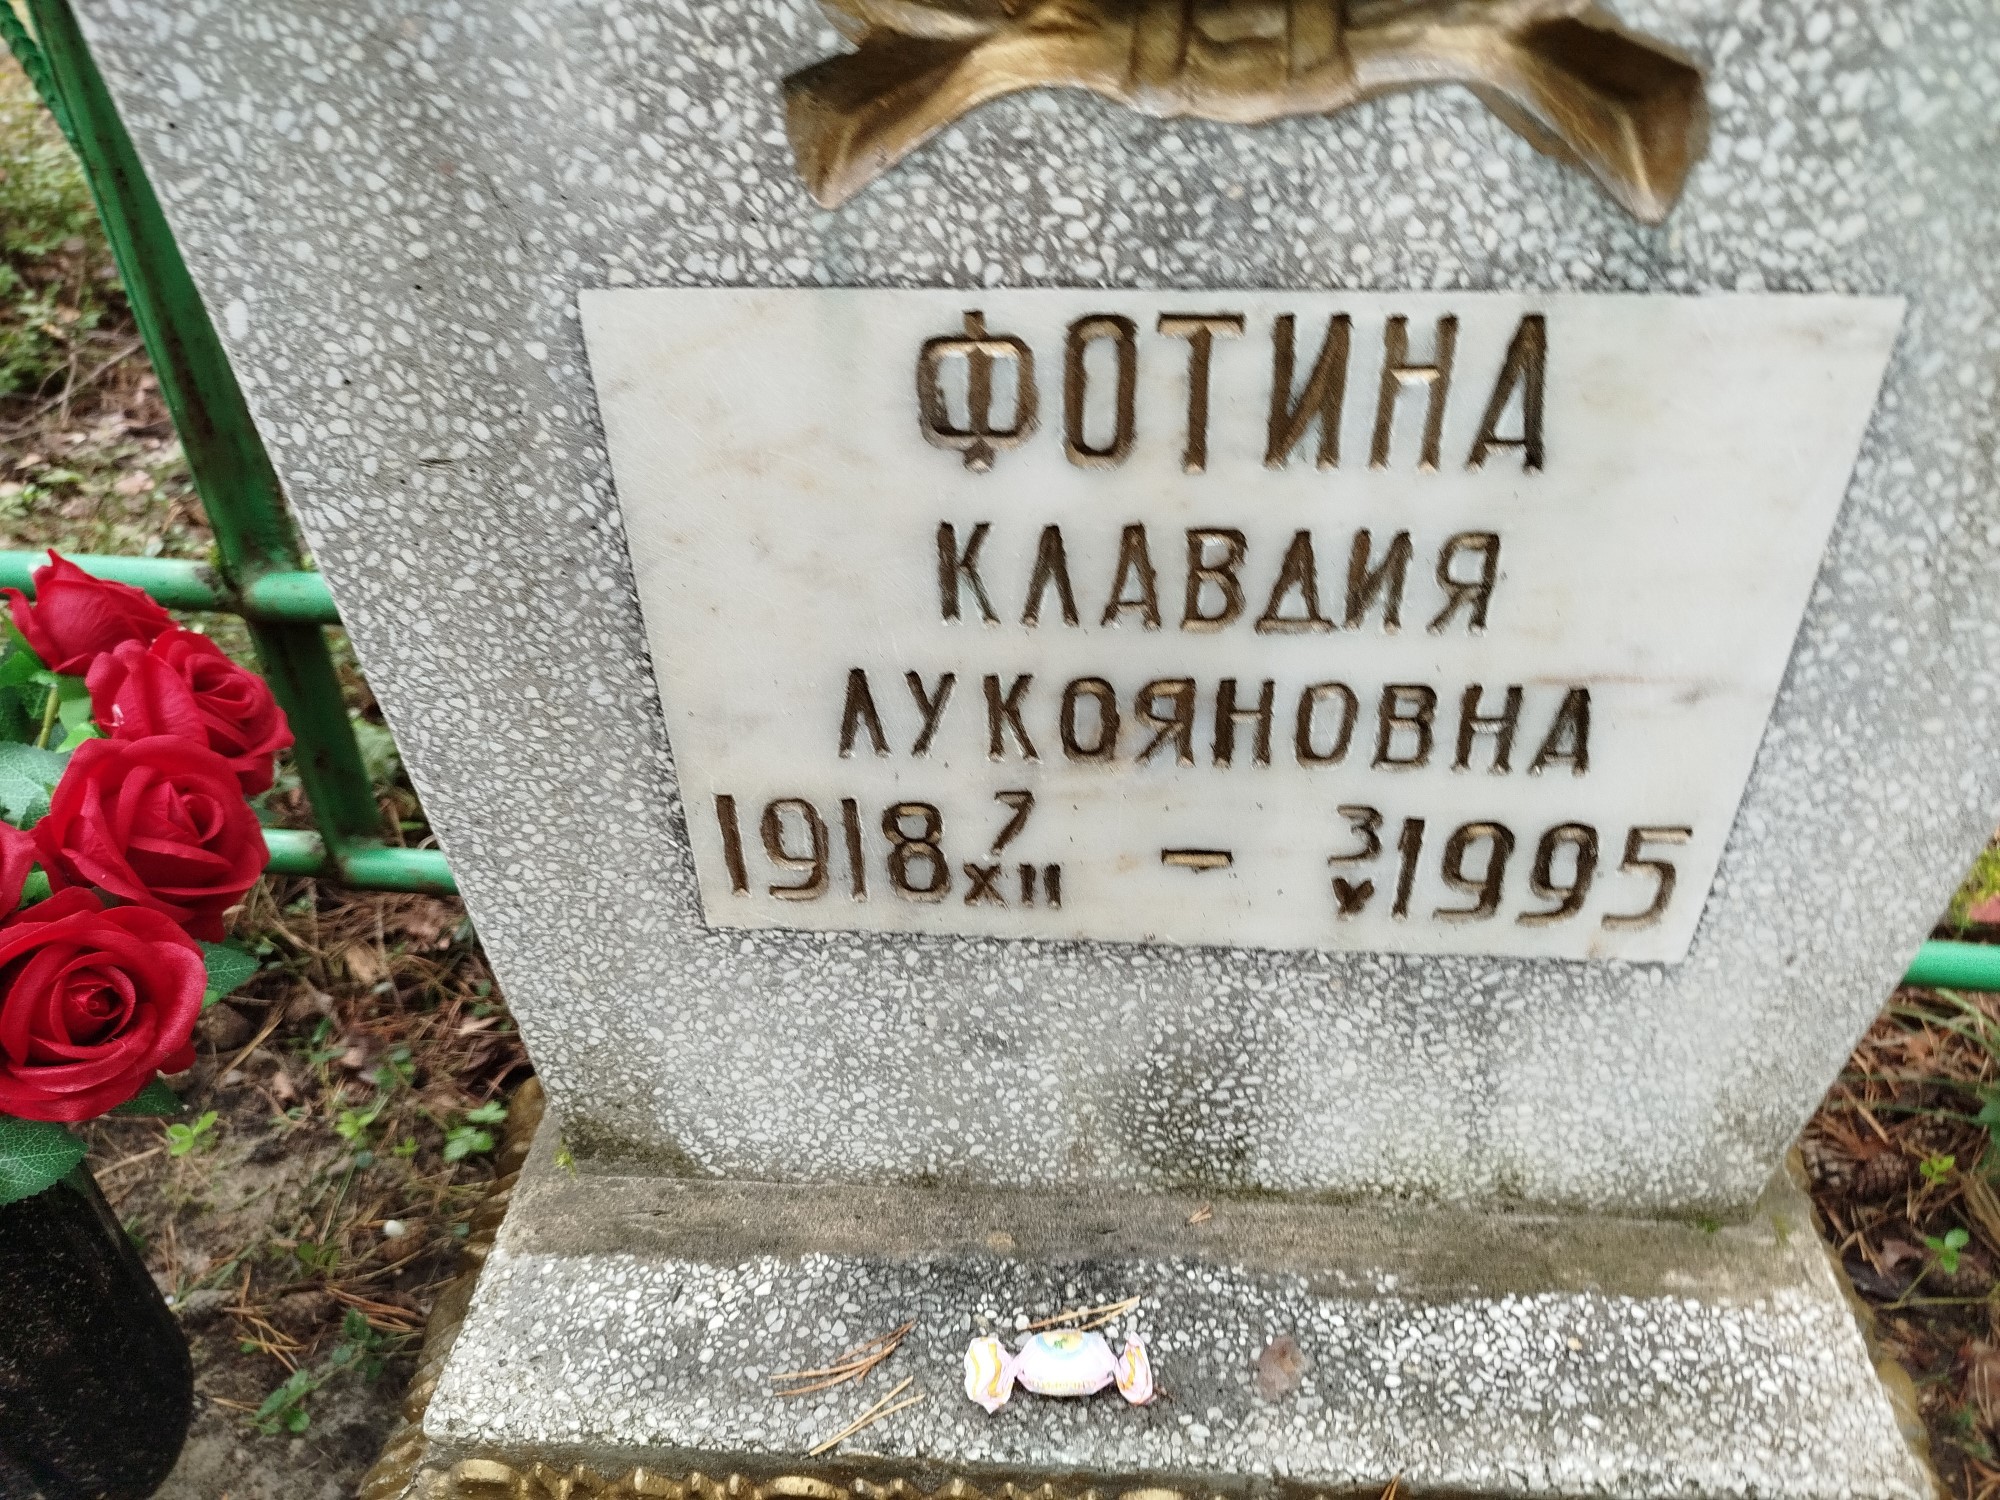 ФОТИНА
КЛАВДИЯ
ЛУКОЯНОВНА
1918 7/XII – 3/V 1995